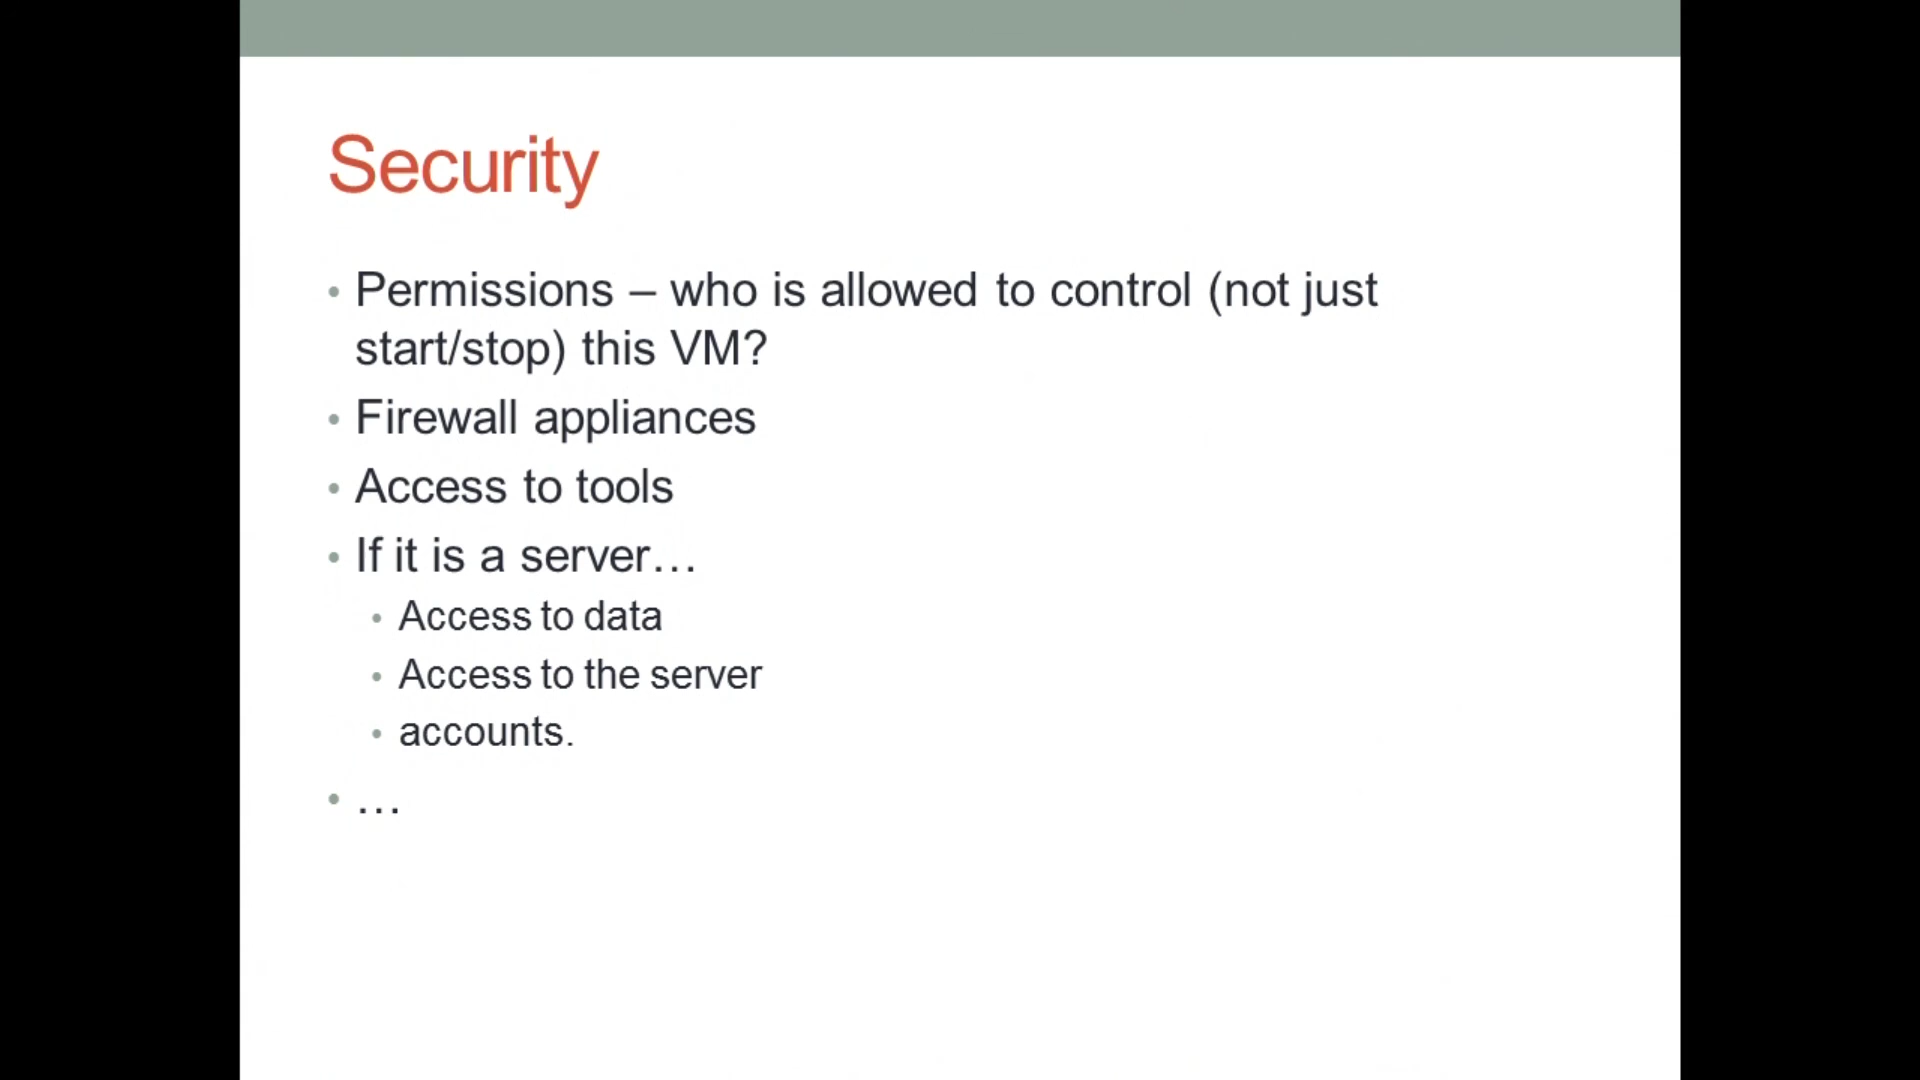 Security
• Permissions – who is allowed to control (not just
start/stop) this VM?
• Firewall appliances
• Access to tools
• If it is a server…
• Access to data
• Access to the server
• accounts.
• …